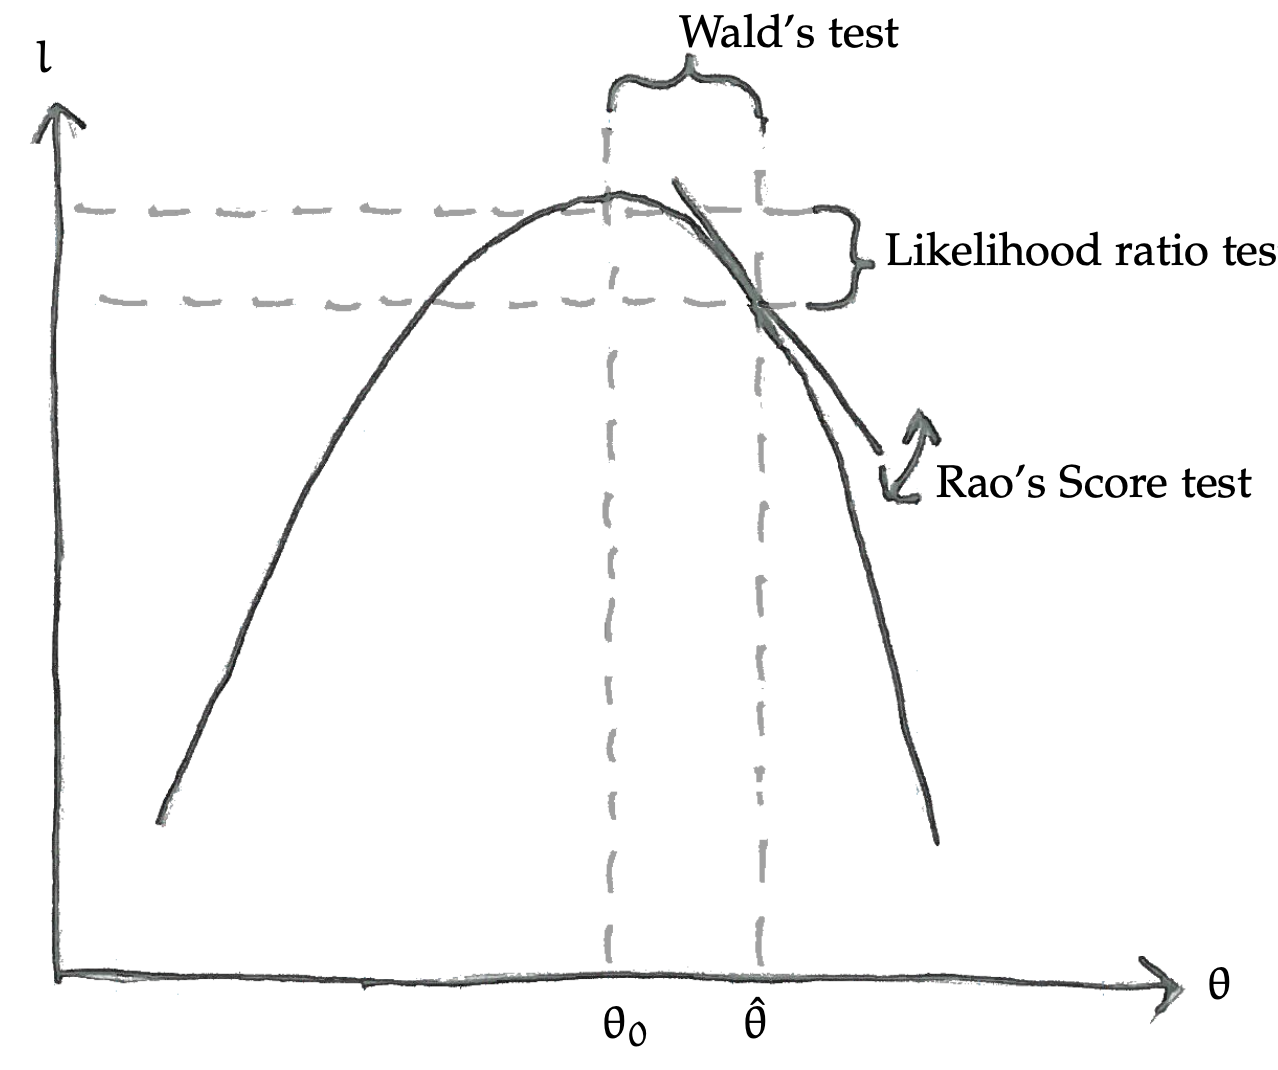 Wald's test
l
Likelihood ratio tes
Rao's Score test
θ
θ₀
θ̂